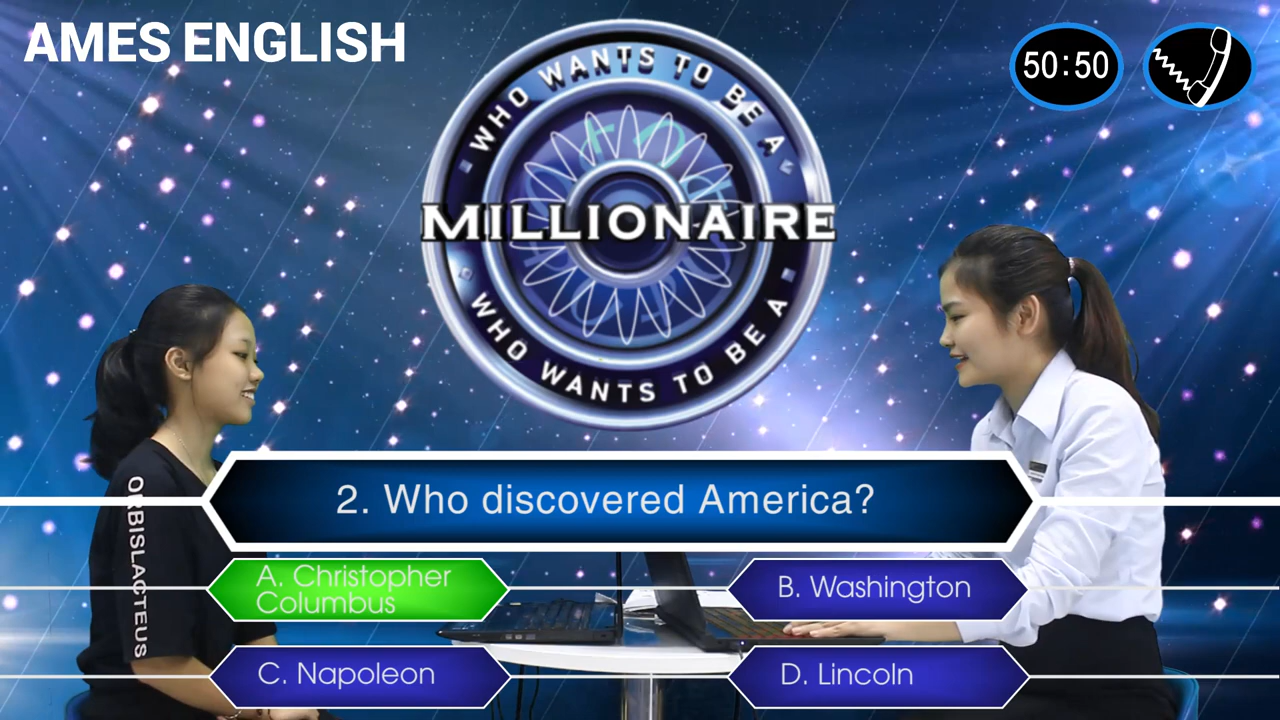 AMES ENGLISH
50:50
WHO WANTS TO BE A
MILLIONAIRE
WHO WANTS TO BE A
2. Who discovered America?
A. Christopher
Columbus
B. Washington
C. Napoleon
D. Lincoln
ORBISLACTEUS